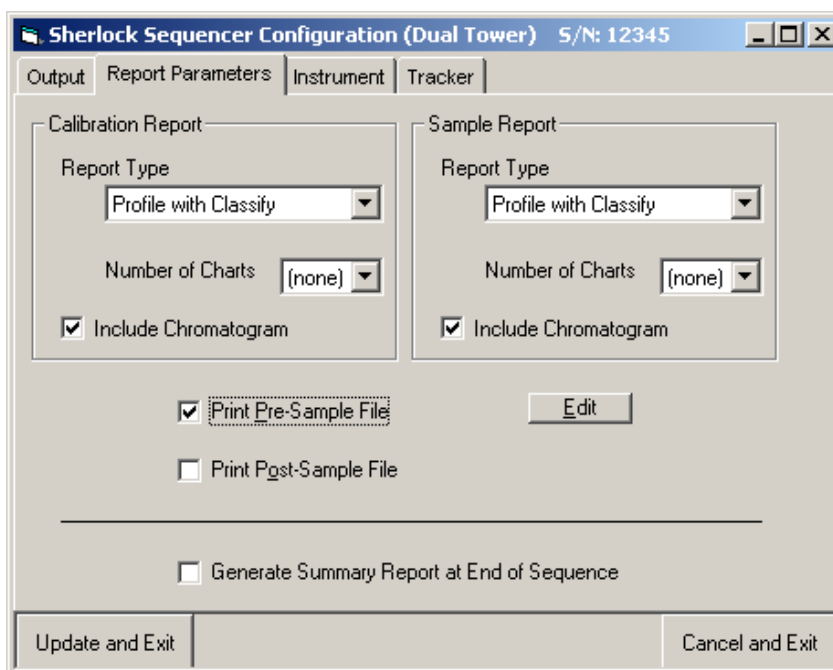 Sherlock Sequencer Configuration (Dual Tower) S/N: 12345
Output Report Parameters Instrument Tracker
Calibration Report
Report Type
Profile with Classify
Number of Charts (none)
Include Chromatogram
Sample Report
Report Type
Profile with Classify
Number of Charts (none)
Include Chromatogram
Print Pre-Sample File Edit
Print Post-Sample File
Generate Summary Report at End of Sequence
Update and Exit Cancel and Exit